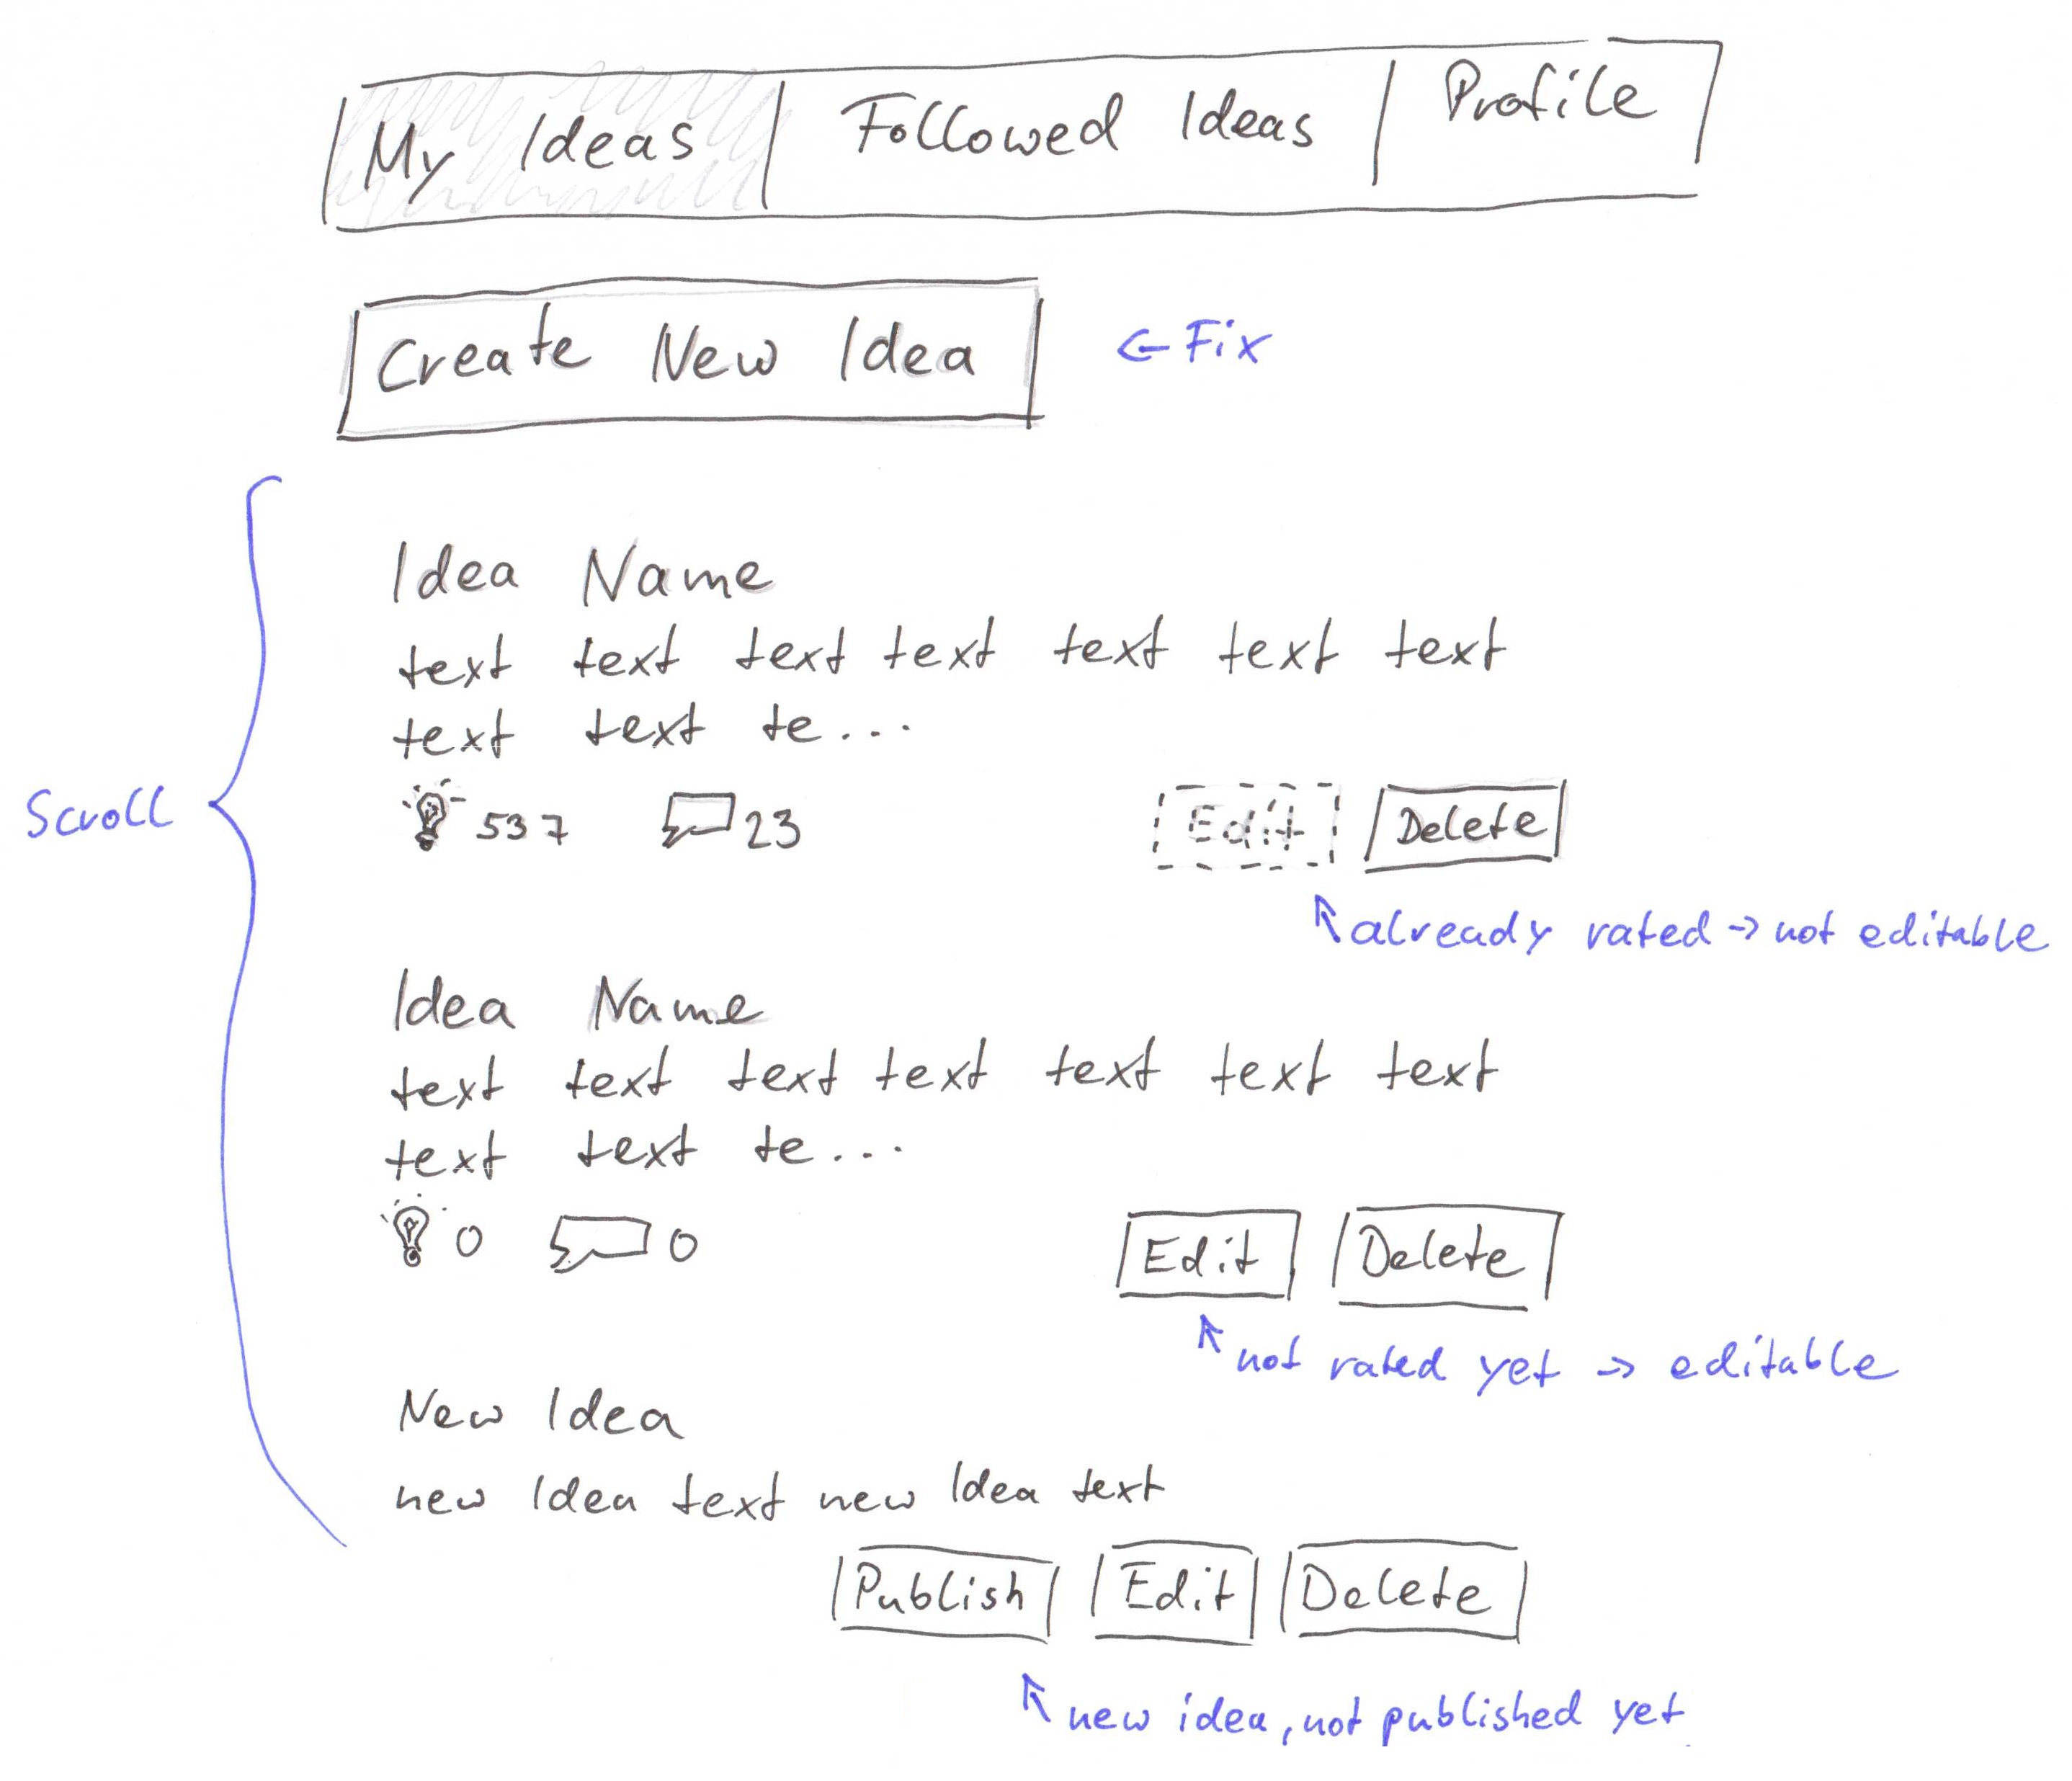 My Ideas Followed Ideas Profile
Create New Idea ← Fix
Idea Name
text text text text text text text
text text te...
Scroll
537 23 Edit Delete
↖ already rated → not editable
Idea Name
text text text text text text text
text text te...
0 0 Edit Delete
↖ not rated yet → editable
New Idea
new Idea text new Idea text
Publish Edit Delete
↖ new idea, not published yet